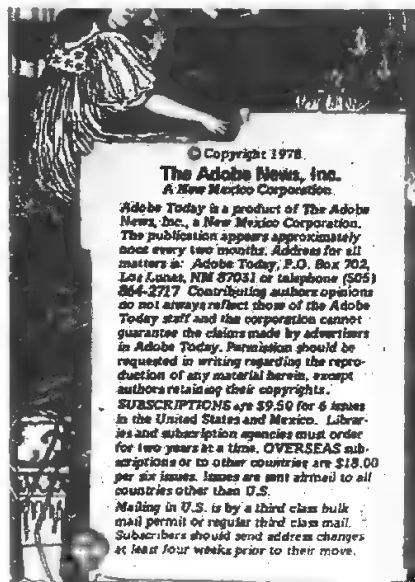 © Copyright 1978
The Adobe News, Inc.
A New Mexico Corporation
Adobe Today is a product of The Adobe
News, Inc., a New Mexico Corporation.
The publication appears approximately
once every two months. Address for all
matters is: Adobe Today, P.O. Box 702,
Los Lunas, NM 87031 or telephone (505)
864-2717 Contributing authors opinions
do not always reflect those of the Adobe
Today staff and the corporation cannot
guarantee the claims made by advertisers
in Adobe Today. Permission should be
requested in writing regarding the repro-
duction of any material herein, except
authors retaining their copyrights.
SUBSCRIPTIONS are $9.50 for 6 issues
in the United States and Mexico. Librar-
ies and subscription agencies must order
for two years at a time. OVERSEAS sub-
scriptions or to other countries are $18.00
per six issues. Issues are sent airmail to all
countries other than U.S.
Mailing in U.S. is by a third class bulk
mail permit or regular third class mail.
Subscribers should send address changes
at least four weeks prior to their move.